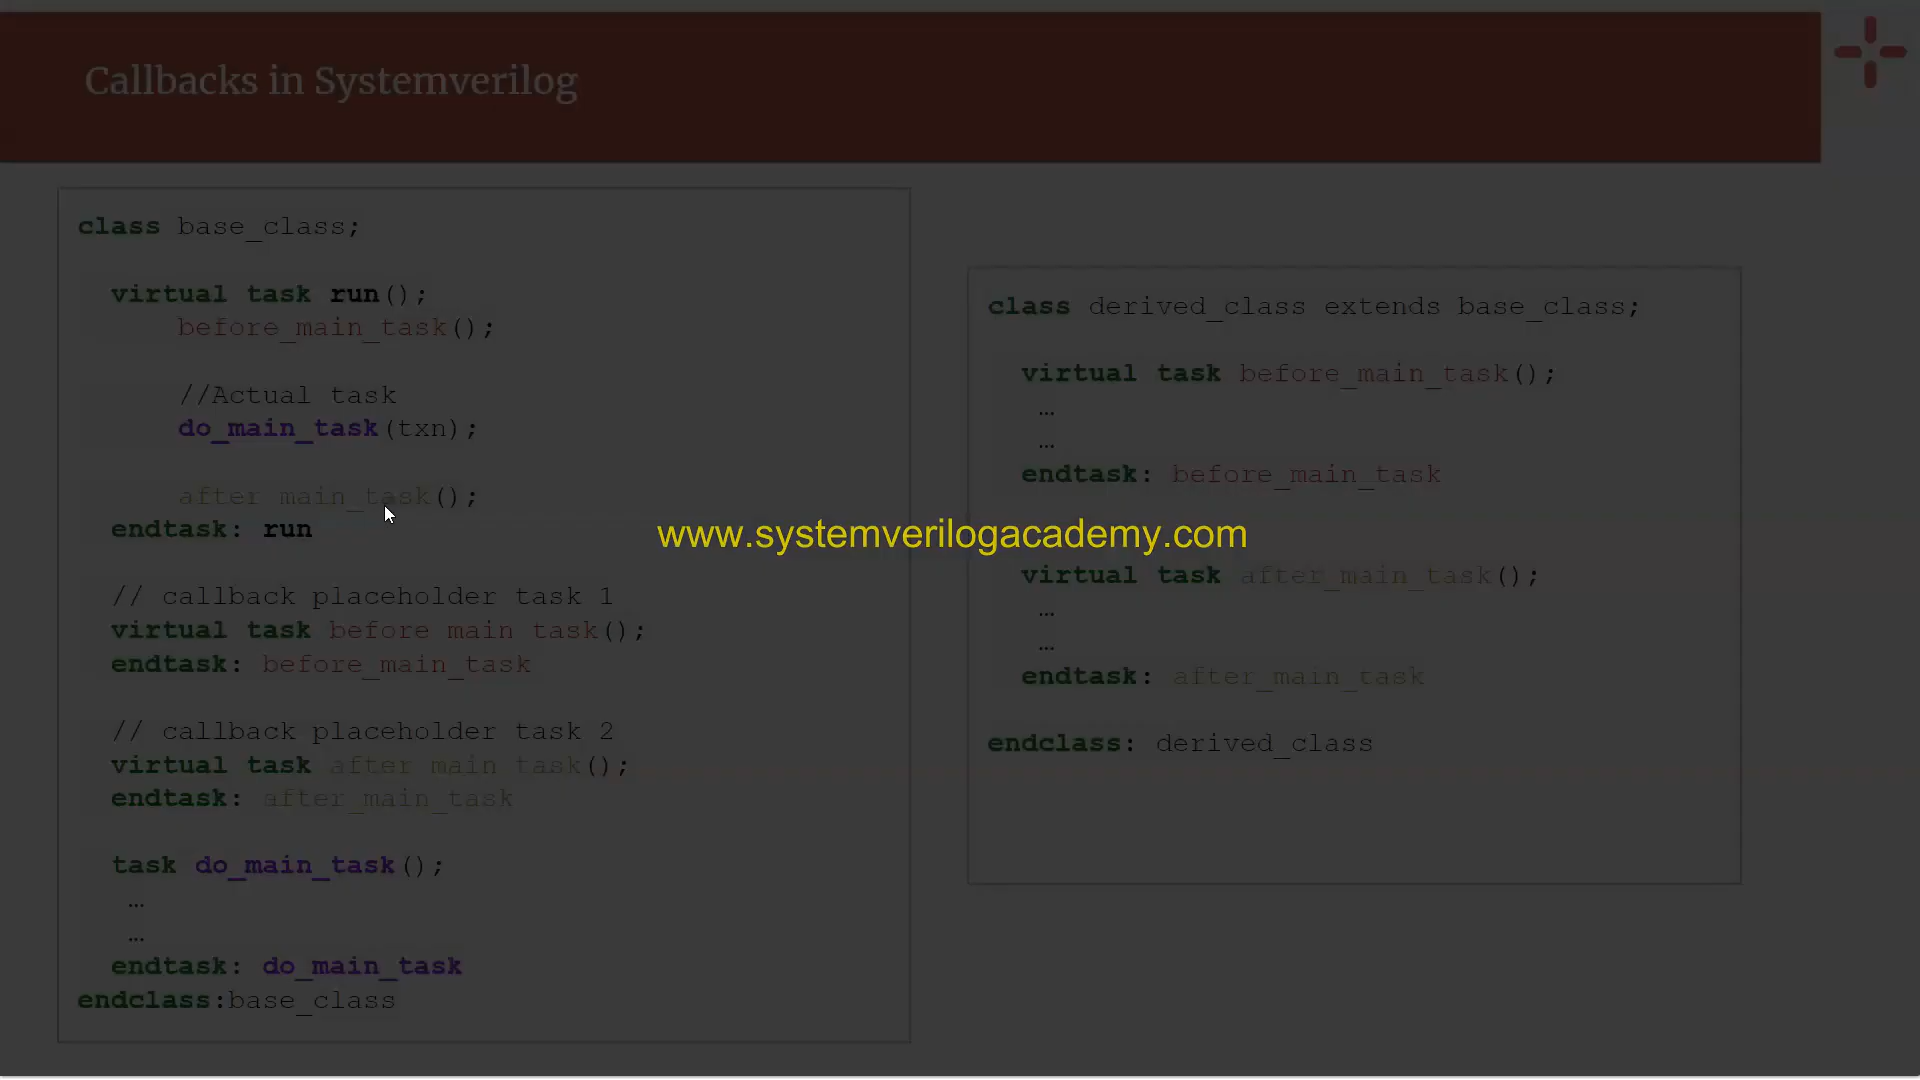 Callbacks in Systemverilog
class base_class;
virtual task run();
before_main_task();
//Actual task
do_main_task(txn);
after_main_task();
endtask: run
// callback placeholder task 1
virtual task before_main_task();
endtask: before_main_task
// callback placeholder task 2
virtual task after_main_task();
endtask: after_main_task
task do_main_task();
…
…
endtask: do_main_task
endclass:base_class
www.systemverilogacademy.com
class derived_class extends base_class;
virtual task before_main_task();
…
…
endtask: before_main_task
virtual task after_main_task();
…
…
endtask: after_main_task
endclass: derived_class